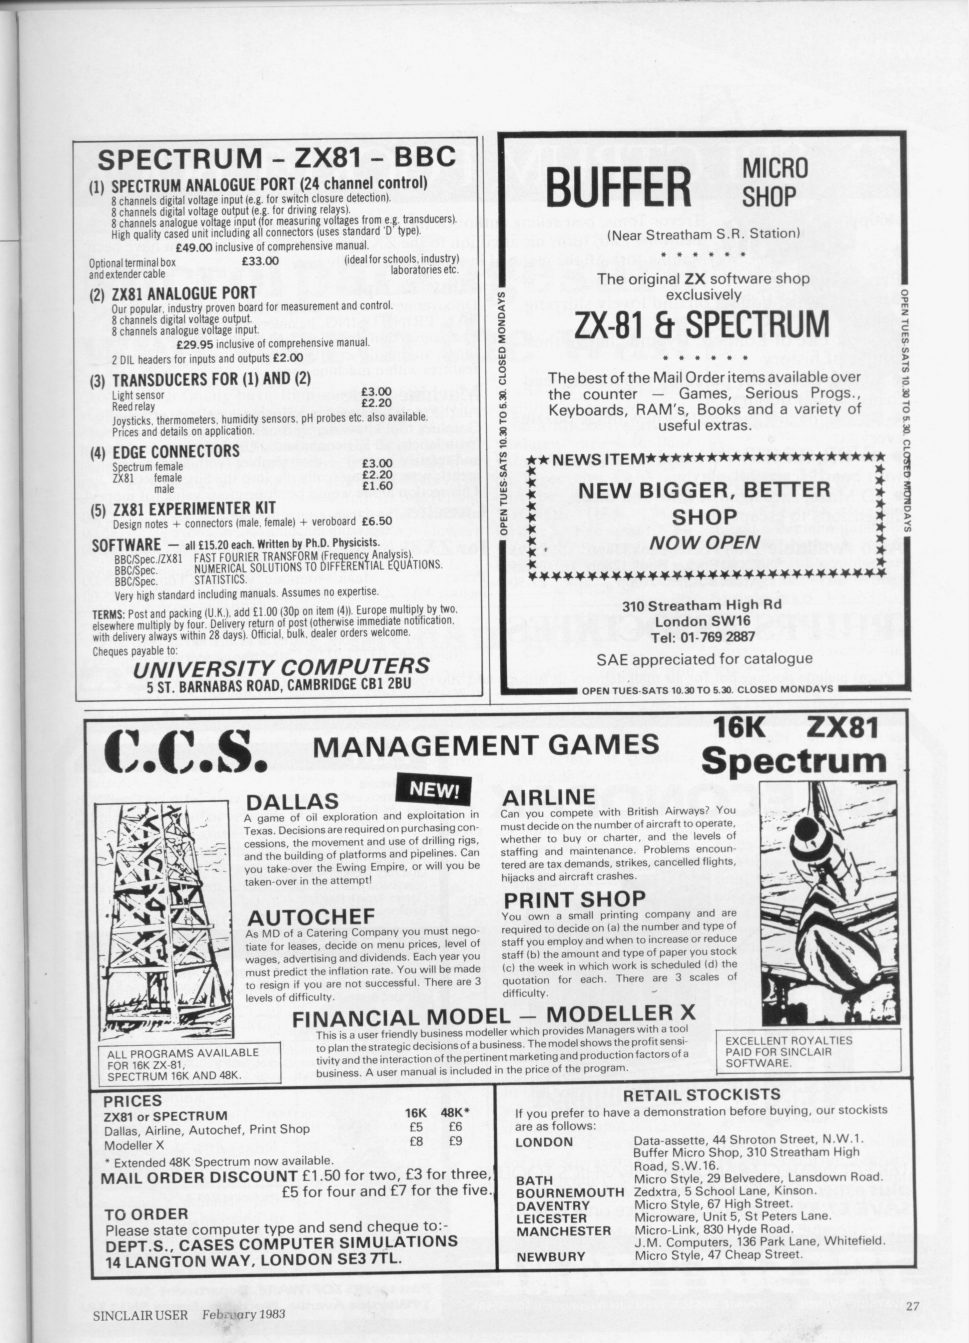 SPECTRUM – ZX81 – BBC
(1) SPECTRUM ANALOGUE PORT (24 channel control)
8 channels digital voltage input (e.g. for switch closure detection).
8 channels digital voltage output (e.g. for driving relays).
8 channels analogue voltage input (for measuring voltages from e.g. transducers).
High quality cased unit including all connectors (uses standard 'D' type).
£49.00 inclusive of comprehensive manual.
Optional terminal box £33.00 (ideal for schools, industry)
and extender cable laboratories etc.
(2) ZX81 ANALOGUE PORT
Our popular, industry proven board for measurement and control.
8 channels digital voltage output.
8 channels analogue voltage input.
£29.95 inclusive of comprehensive manual.
2 DIL headers for inputs and outputs £2.00
(3) TRANSDUCERS FOR (1) AND (2)
Light sensor £3.00
Reed relay £2.20
Joysticks, thermometers, humidity sensors, pH probes etc. also available.
Prices and details on application.
(4) EDGE CONNECTORS
Spectrum female £3.00
ZX81 female £2.20
male £1.60
(5) ZX81 EXPERIMENTER KIT
Design notes + connectors (male, female) + veroboard £6.50
SOFTWARE — all £15.20 each. Written by Ph.D. Physicists.
BBC/Spec./ZX81 FAST FOURIER TRANSFORM (Frequency Analysis).
BBC/Spec. NUMERICAL SOLUTIONS TO DIFFERENTIAL EQUATIONS.
BBC/Spec. STATISTICS.
Very high standard including manuals. Assumes no expertise.
TERMS: Post and packing (U.K.), add £1.00 (30p on item (4)). Europe multiply by two,
elsewhere multiply by four. Delivery return of post (otherwise immediate notification,
with delivery always within 28 days). Official, bulk, dealer orders welcome.
Cheques payable to:
UNIVERSITY COMPUTERS
5 ST. BARNABAS ROAD, CAMBRIDGE CB1 2BU
BUFFER MICRO
SHOP
(Near Streatham S.R. Station)
* * * * * *
The original ZX software shop
exclusively
ZX-81 & SPECTRUM
* * * * * *
The best of the Mail Order items available over
the counter — Games, Serious Progs.,
Keyboards, RAM's, Books and a variety of
useful extras.
★★NEWS ITEM★★★★★★★★★★★★★★★★★★★★
NEW BIGGER, BETTER
SHOP
NOW OPEN
310 Streatham High Rd
London SW16
Tel: 01-769 2887
SAE appreciated for catalogue
OPEN TUES-SATS 10.30 TO 5.30. CLOSED MONDAYS
OPEN TUES-SATS 10.30 TO 5.30. CLOSED MONDAYS
OPEN TUES-SATS 10.30 TO 5.30. CLOSED MONDAYS
C.C.S. MANAGEMENT GAMES
16K ZX81
Spectrum
NEW!
DALLAS
A game of oil exploration and exploitation in
Texas. Decisions are required on purchasing con-
cessions, the movement and use of drilling rigs,
and the building of platforms and pipelines. Can
you take-over the Ewing Empire, or will you be
taken-over in the attempt!
AUTOCHEF
As MD of a Catering Company you must nego-
tiate for leases, decide on menu prices, level of
wages, advertising and dividends. Each year you
must predict the inflation rate. You will be made
to resign if you are not successful. There are 3
levels of difficulty.
AIRLINE
Can you compete with British Airways? You
must decide on the number of aircraft to operate,
whether to buy or charter, and the levels of
staffing and maintenance. Problems encoun-
tered are tax demands, strikes, cancelled flights,
hijacks and aircraft crashes.
PRINT SHOP
You own a small printing company and are
required to decide on (a) the number and type of
staff you employ and when to increase or reduce
staff (b) the amount and type of paper you stock
(c) the week in which work is scheduled (d) the
quotation for each. There are 3 scales of
difficulty.
FINANCIAL MODEL — MODELLER X
This is a user friendly business modeller which provides Managers with a tool
to plan the strategic decisions of a business. The model shows the profit sensi-
tivity and the interaction of the pertinent marketing and production factors of a
business. A user manual is included in the price of the program.
ALL PROGRAMS AVAILABLE
FOR 16K ZX-81,
SPECTRUM 16K AND 48K.
EXCELLENT ROYALTIES
PAID FOR SINCLAIR
SOFTWARE.
PRICES
ZX81 or SPECTRUM 16K 48K*
Dallas, Airline, Autochef, Print Shop £5 £6
Modeller X £8 £9
* Extended 48K Spectrum now available.
MAIL ORDER DISCOUNT £1.50 for two, £3 for three,
£5 for four and £7 for the five.
TO ORDER
Please state computer type and send cheque to:-
DEPT.S., CASES COMPUTER SIMULATIONS
14 LANGTON WAY, LONDON SE3 7TL.
RETAIL STOCKISTS
If you prefer to have a demonstration before buying, our stockists
are as follows:
LONDON Data-assette, 44 Shroton Street, N.W.1.
Buffer Micro Shop, 310 Streatham High
Road, S.W.16.
BATH Micro Style, 29 Belvedere, Lansdown Road.
BOURNEMOUTH Zedxtra, 5 School Lane, Kinson.
DAVENTRY Micro Style, 67 High Street.
LEICESTER Microware, Unit 5, St Peters Lane.
MANCHESTER Micro-Link, 830 Hyde Road.
J.M. Computers, 136 Park Lane, Whitefield.
NEWBURY Micro Style, 47 Cheap Street.
SINCLAIR USER February 1983
27